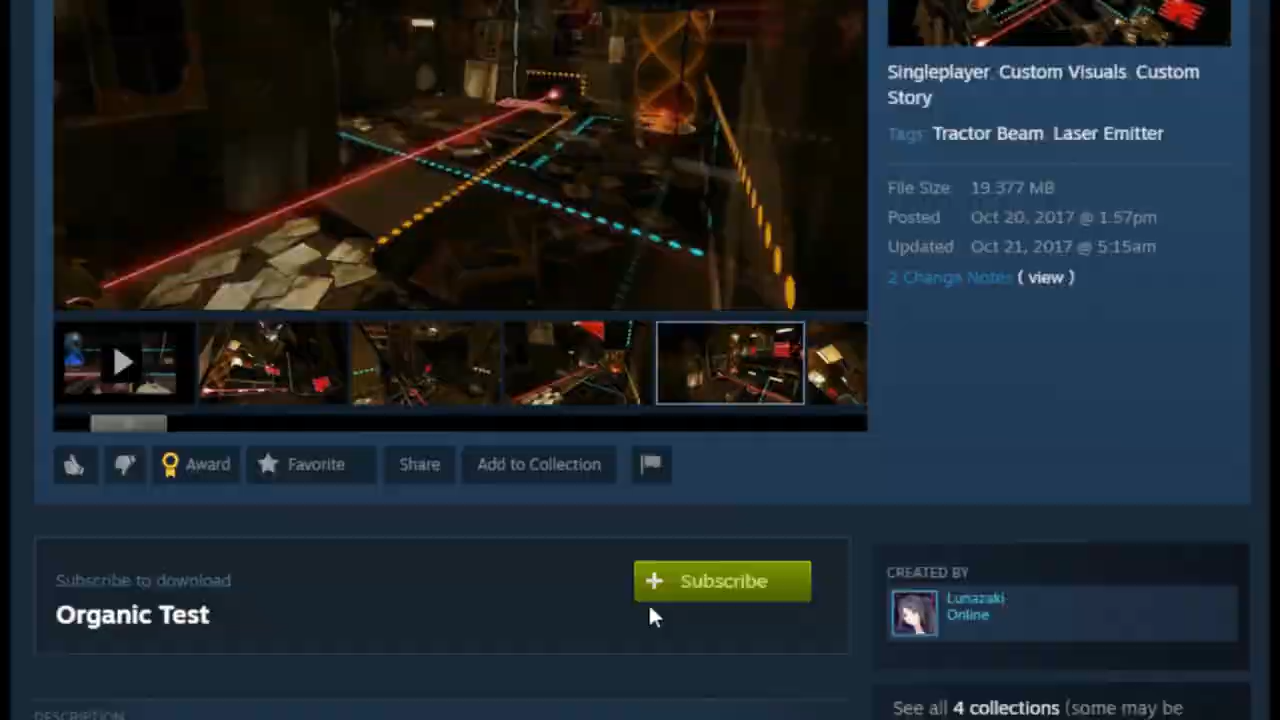 Singleplayer Custom Visuals Custom
Story
Tags: Tractor Beam Laser Emitter
File Size 19.377 MB
Posted Oct 20, 2017 @ 1:57pm
Updated Oct 21, 2017 @ 5:15am
2 Change Notes ( view )
Award
Favorite
Share
Add to Collection
Subscribe to download
Organic Test
Subscribe
CREATED BY
Lunazaki
Online
See all 4 collections (some may be
DESCRIPTION